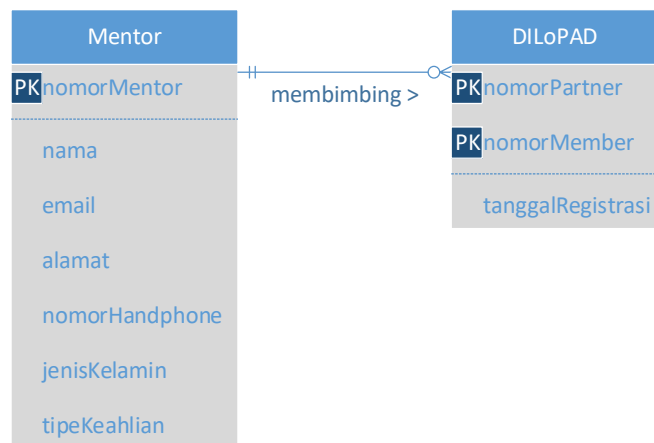 Mentor
PK nomorMentor
nama
email
alamat
nomorHandphone
jenisKelamin
tipeKeahlian
membimbing >
DILoPAD
PK nomorPartner
PK nomorMember
tanggalRegistrasi